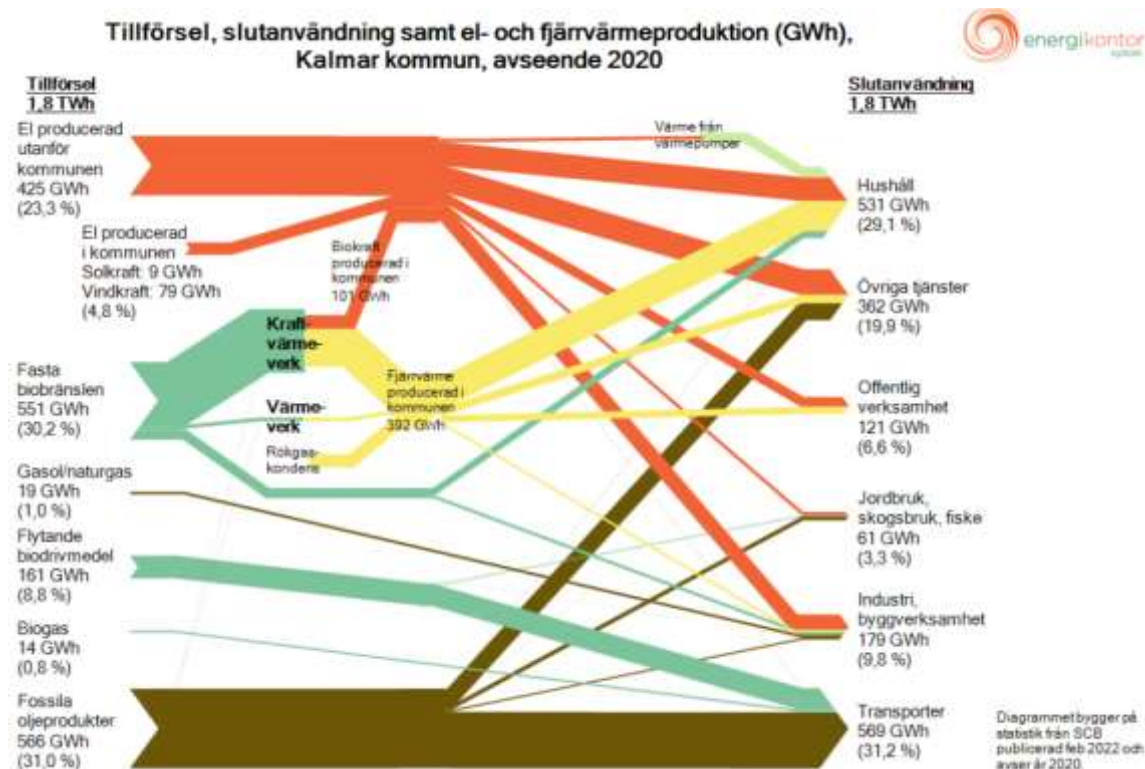 Tillförsel, slutanvändning samt el- och fjärrvärmeproduktion (GWh),
Kalmar kommun, avseende 2020
energikontor
Tillförsel
1,8 TWh
El producerad
utanför
kommunen
425 GWh
(23,3 %)
El producerad
i kommunen
Solkraft: 9 GWh
Vindkraft: 79 GWh
(4,8 %)
Fasta
biobränslen
551 GWh
(30,2 %)
Gasol/naturgas
19 GWh
(1,0 %)
Flytande
biodrivmedel
161 GWh
(8,8 %)
Biogas
14 GWh
(0,8 %)
Fossila
oljeprodukter
566 GWh
(31,0 %)
Biokraft
producerad i
kommunen
101 GWh
Kraft-
värme-
verk
Värme-
verk
Rökgas-
kondens
Fjärrvärme
producerad i
kommunen
392 GWh
Värme från
värmepumpar
Slutanvändning
1,8 TWh
Hushåll
531 GWh
(29,1 %)
Övriga tjänster
362 GWh
(19,9 %)
Offentlig
verksamhet
121 GWh
(6,6 %)
Jordbruk,
skogsbruk, fiske
61 GWh
(3,3 %)
Industri,
byggverksamhet
179 GWh
(9,8 %)
Transporter
569 GWh
(31,2 %)
Diagrammet bygger på
statistik från SCB
publicerad feb 2022 och
avser år 2020.